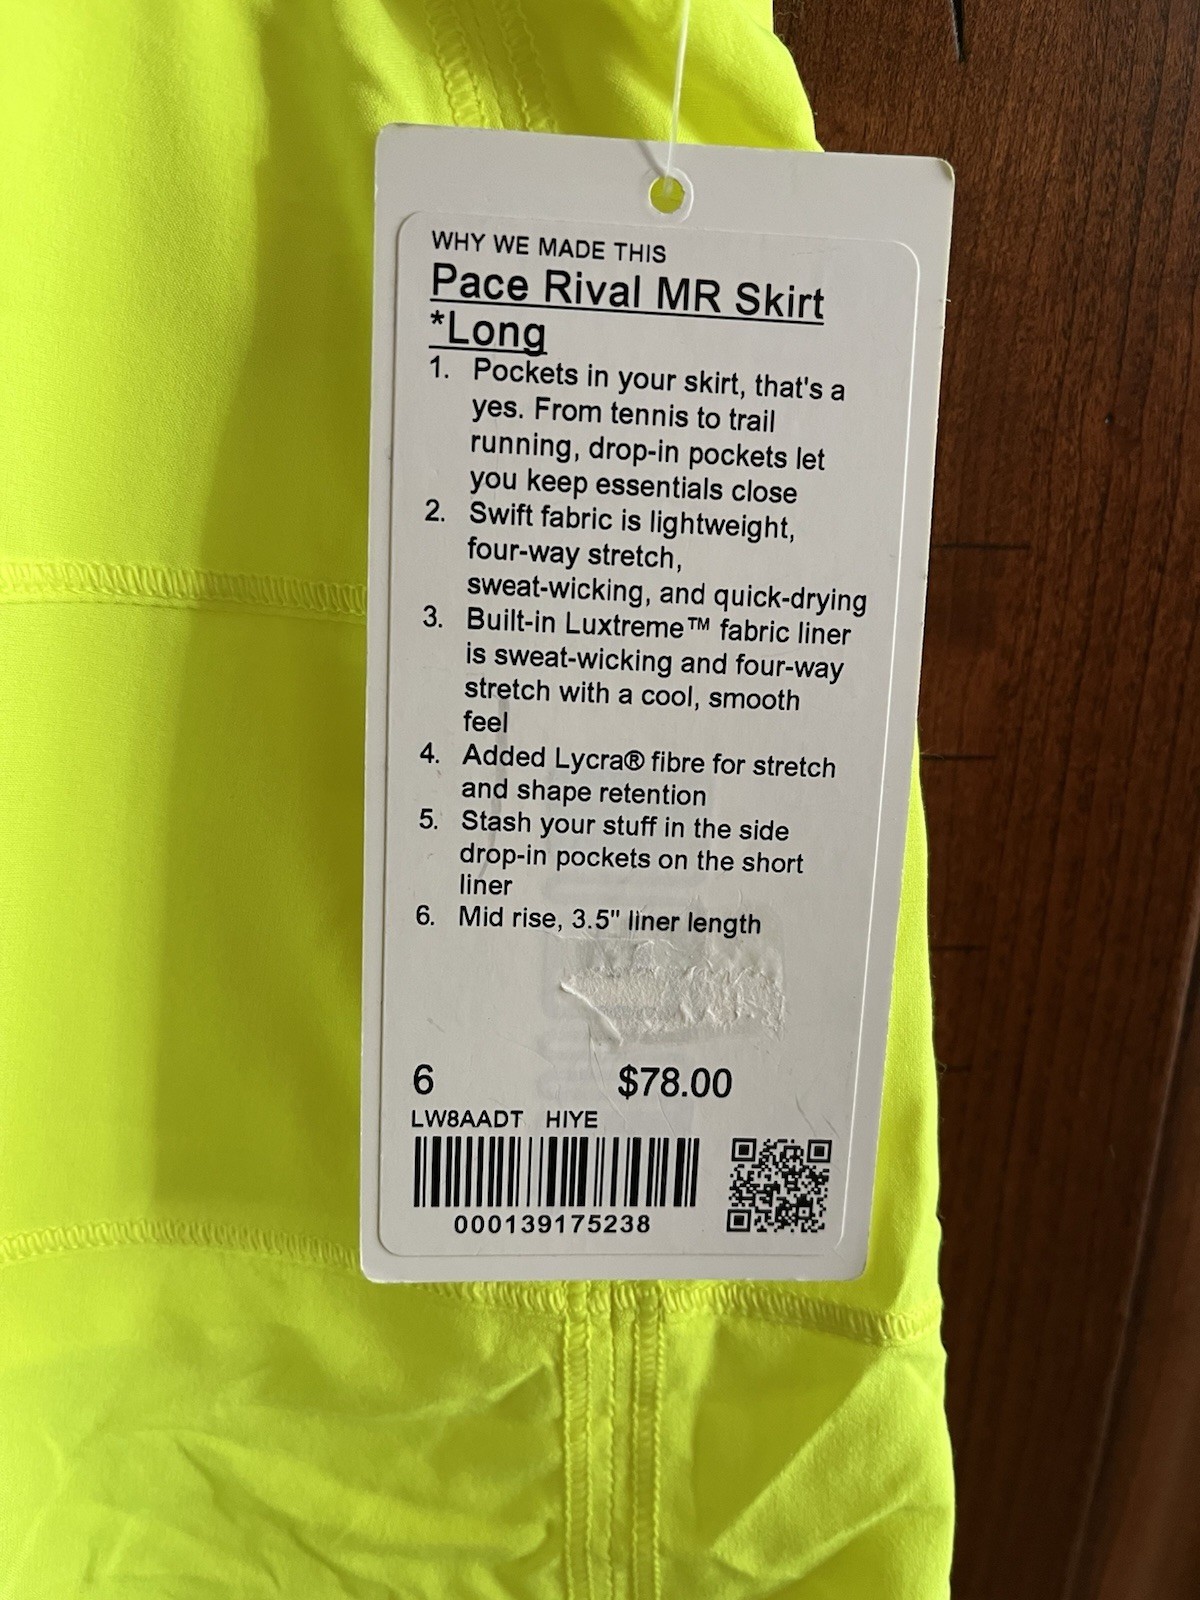 WHY WE MADE THIS
Pace Rival MR Skirt
*Long
1. Pockets in your skirt, that's a
yes. From tennis to trail
running, drop-in pockets let
you keep essentials close
2. Swift fabric is lightweight,
four-way stretch,
sweat-wicking, and quick-drying
3. Built-in Luxtreme™ fabric liner
is sweat-wicking and four-way
stretch with a cool, smooth
feel
4. Added Lycra® fibre for stretch
and shape retention
5. Stash your stuff in the side
drop-in pockets on the short
liner
6. Mid rise, 3.5" liner length
6 $78.00
LW8AADT HIYE
000139175238